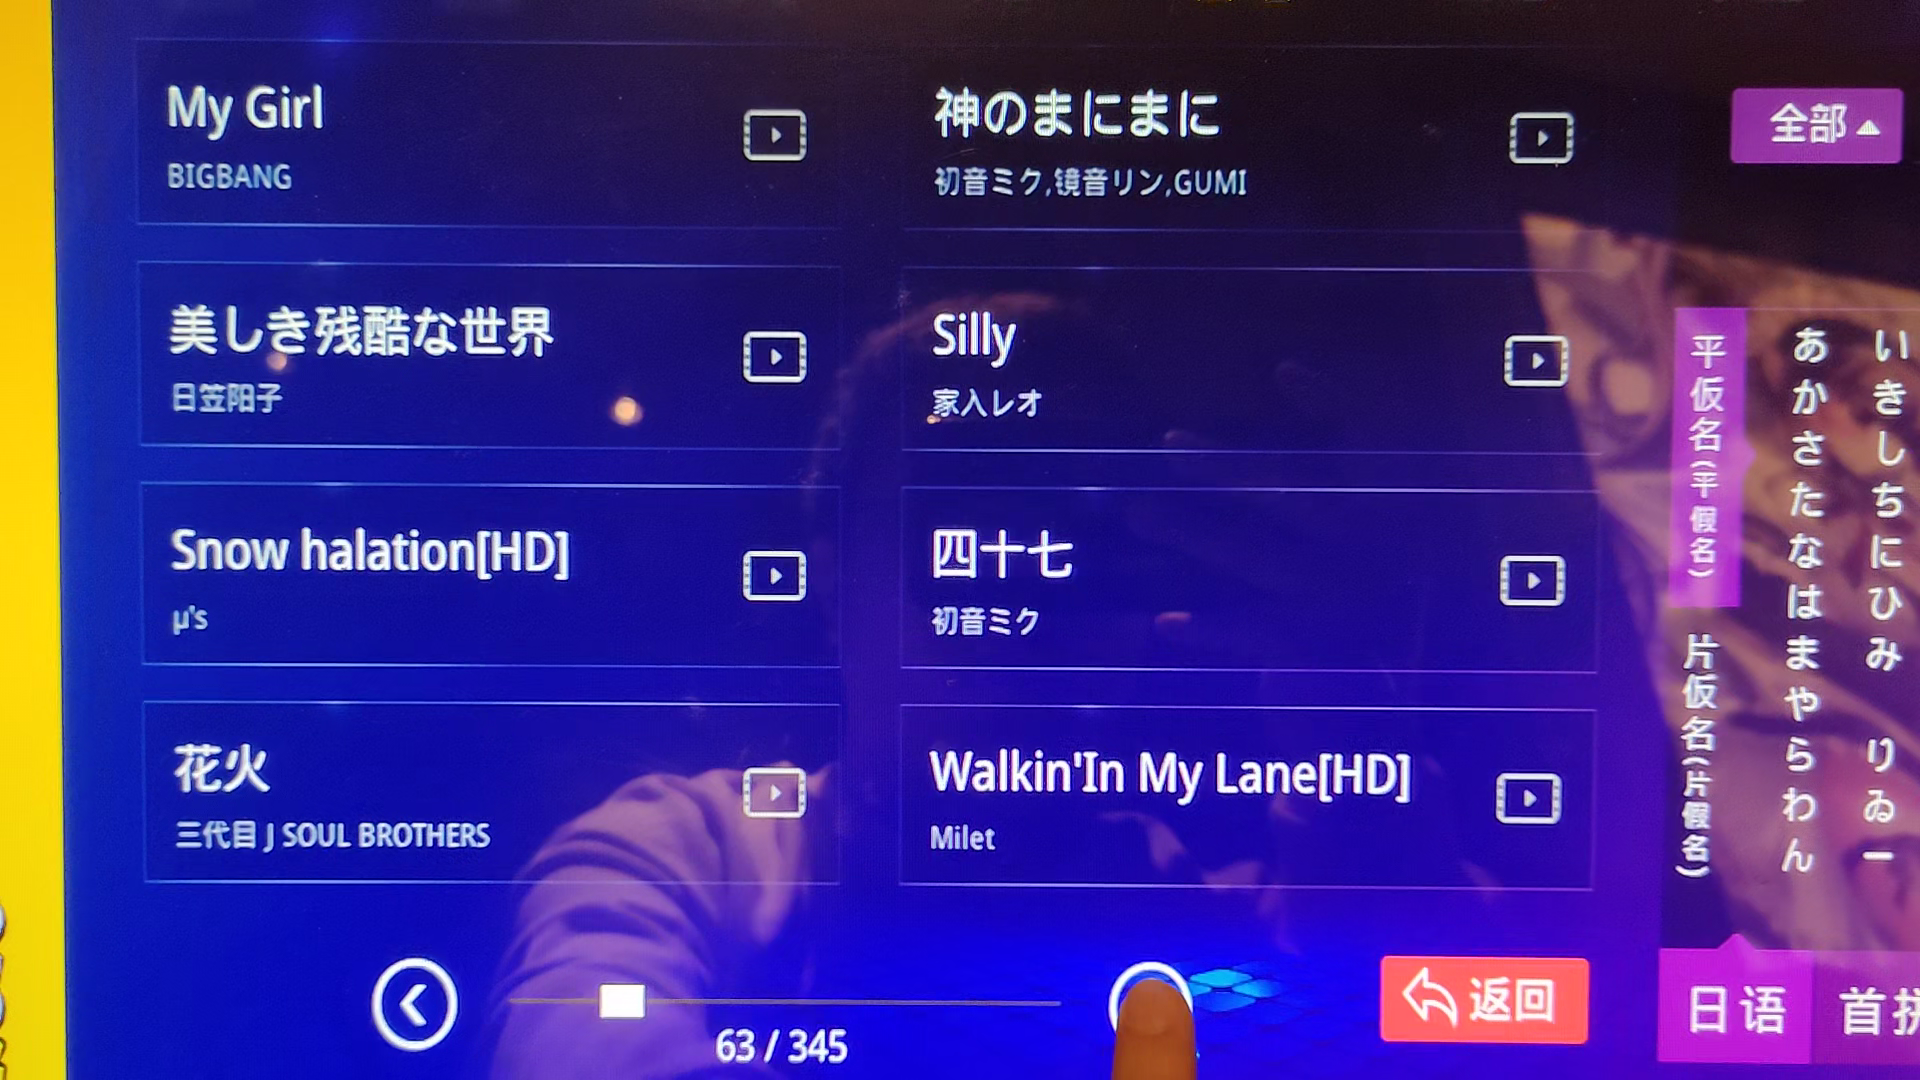 My Girl
BIGBANG
神のまにまに
初音ミク,镜音リン,GUMI
美しき残酷な世界
日笠阳子
Silly
家入レオ
Snow halation[HD]
μ's
四十七
初音ミク
花火
三代目 J SOUL BROTHERS
Walkin'In My Lane[HD]
Milet
63 / 345
返回
全部
平仮名(平假名)
片仮名(片假名)
あかさたなはまやらわん
いきしちにひみ りゐー
日语
首拼